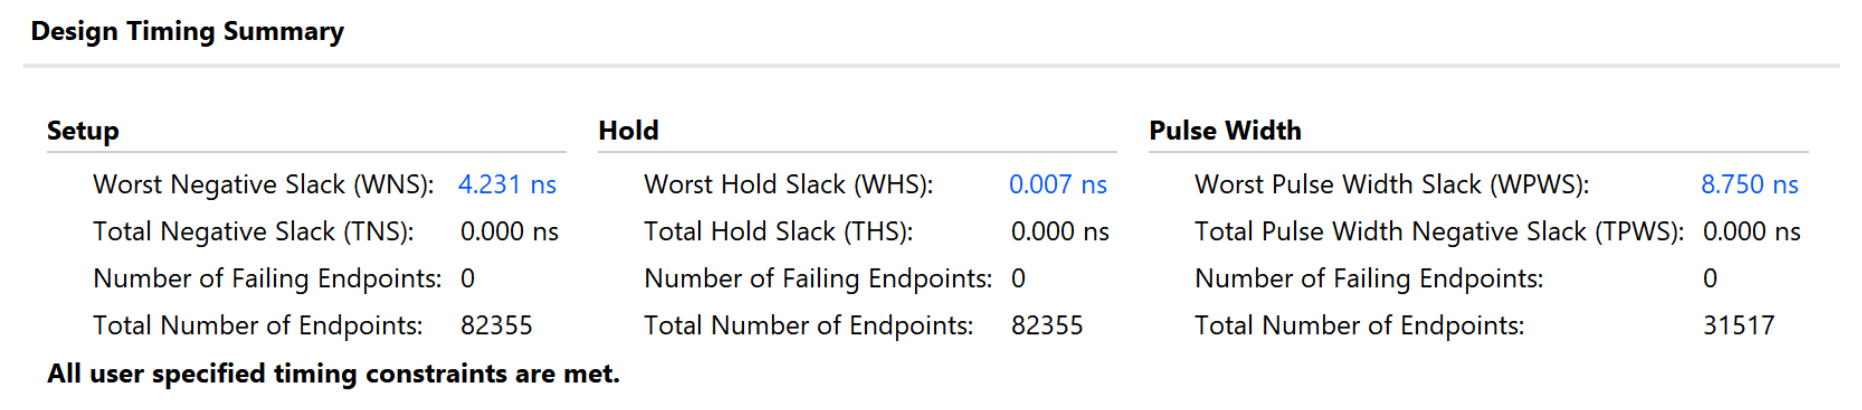 Design Timing Summary
Setup
Worst Negative Slack (WNS): 4.231 ns
Total Negative Slack (TNS): 0.000 ns
Number of Failing Endpoints: 0
Total Number of Endpoints: 82355
Hold
Worst Hold Slack (WHS): 0.007 ns
Total Hold Slack (THS): 0.000 ns
Number of Failing Endpoints: 0
Total Number of Endpoints: 82355
Pulse Width
Worst Pulse Width Slack (WPWS): 8.750 ns
Total Pulse Width Negative Slack (TPWS): 0.000 ns
Number of Failing Endpoints: 0
Total Number of Endpoints: 31517
All user specified timing constraints are met.